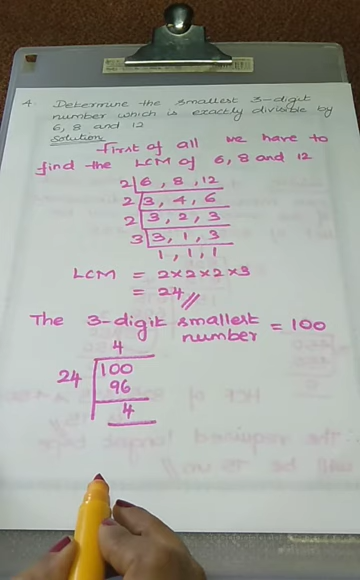 4. Determine the smallest 3-digit
number which is exactly divisible by
6, 8 and 12
Solution
First of all we have to
find the LCM of 6, 8 and 12
2 6, 8, 12
2 3, 4, 6
2 3, 2, 3
3 3, 1, 3
1, 1, 1
LCM = 2×2×2×3
= 24//
The 3-digit smallest
number = 100
4
24 100
96
4